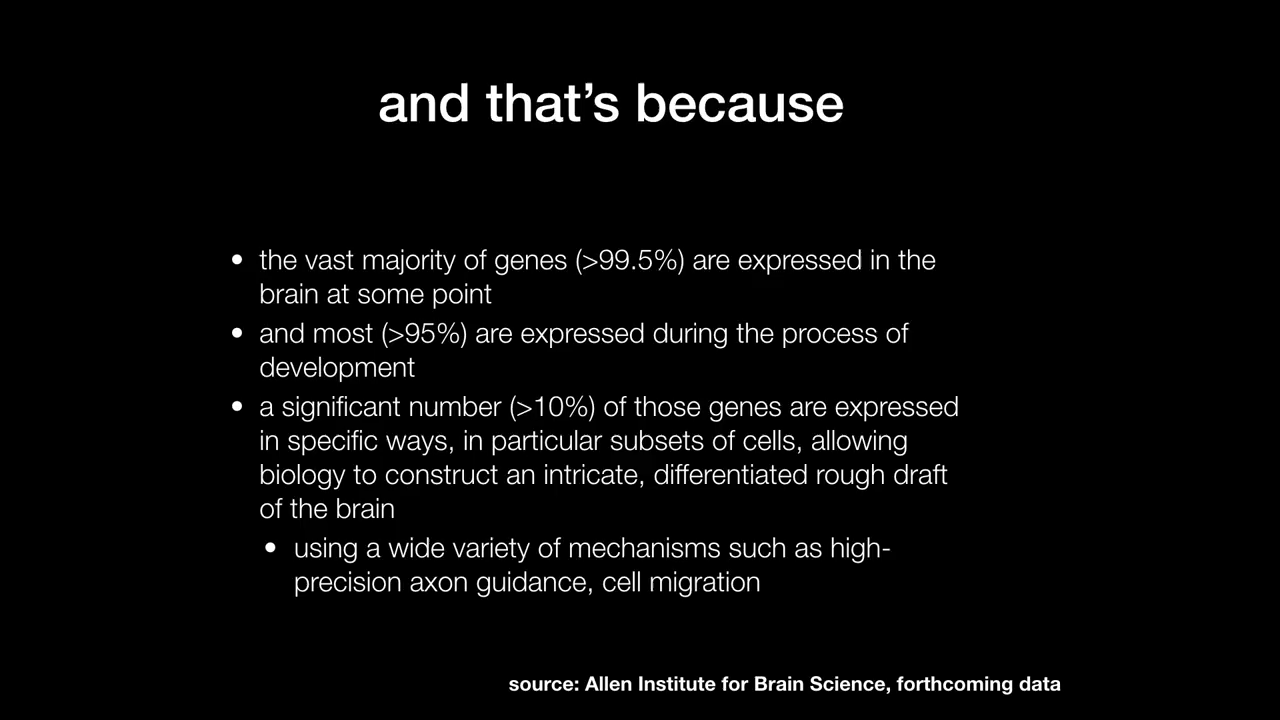 and that’s because
• the vast majority of genes (>99.5%) are expressed in the
brain at some point
• and most (>95%) are expressed during the process of
development
• a significant number (>10%) of those genes are expressed
in specific ways, in particular subsets of cells, allowing
biology to construct an intricate, differentiated rough draft
of the brain
• using a wide variety of mechanisms such as high-
precision axon guidance, cell migration
source: Allen Institute for Brain Science, forthcoming data